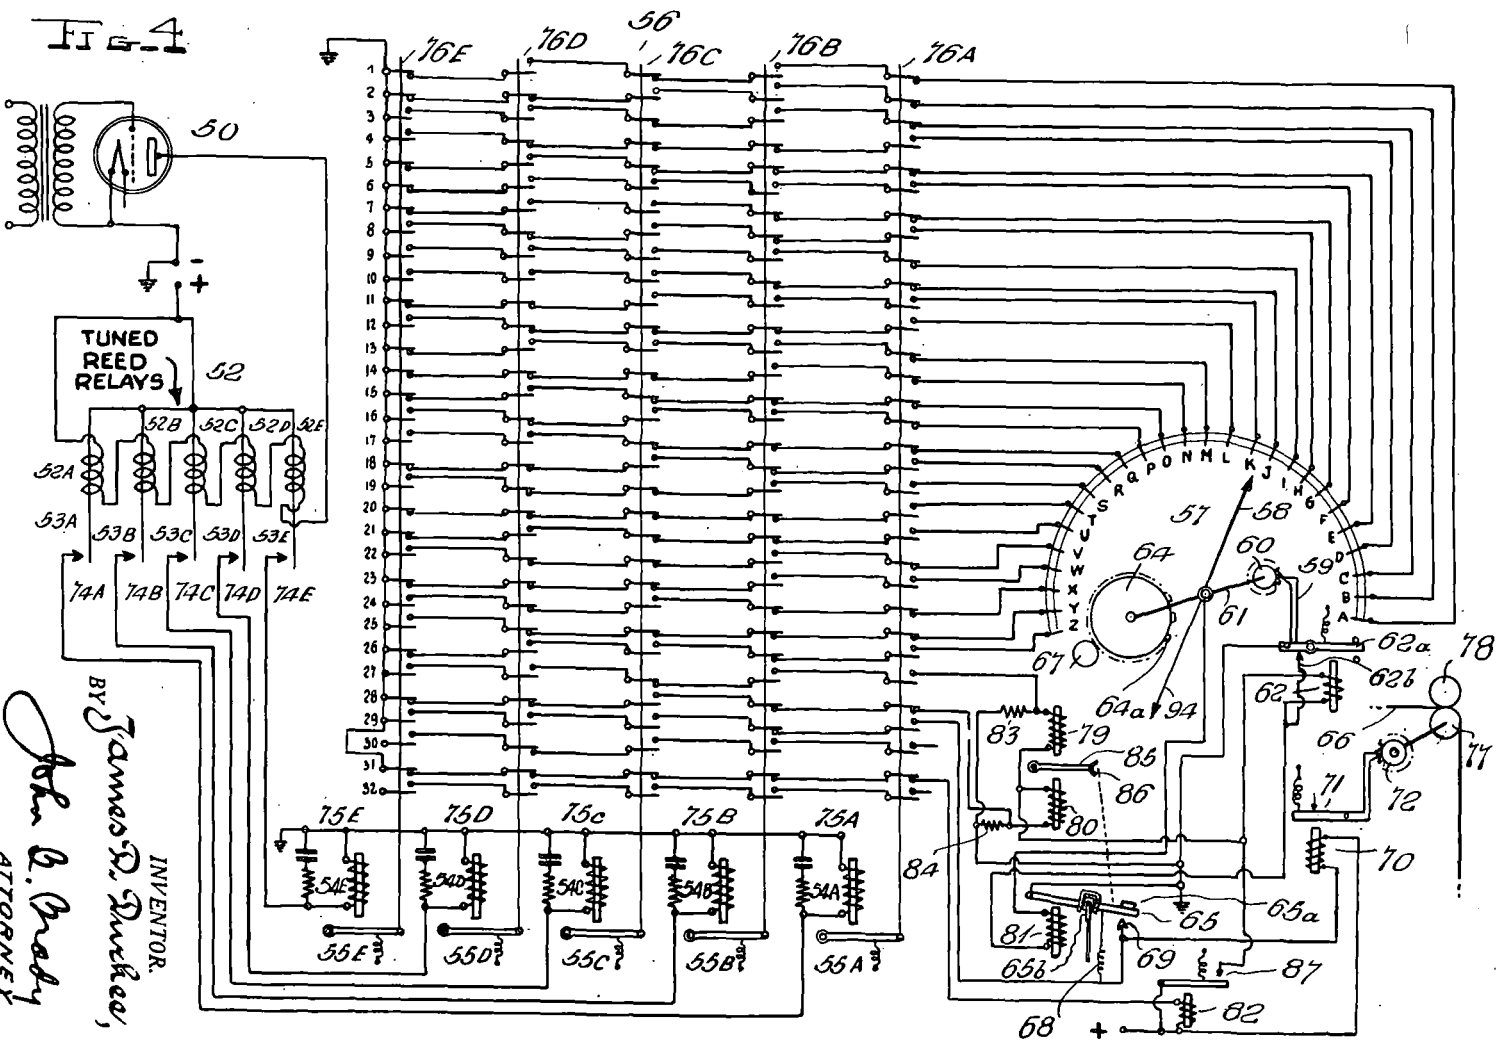 FIG_4
56
76E 76D 76C 76B 76A
50
- 
+
TUNED
REED
RELAYS
52
52B 52C 52D 52E
52A
53A 53B 53C 53D 53E
74A 74B 74C 74D 74E
1
2
3
4
5
6
7
8
9
10
11
12
13
14
15
16
17
18
19
20
21
22
23
24
25
26
27
28
29
30
31
32
Z Y X W V U T S R Q P O N M L K J I H G F E D C B A
57 58
64 60 59
61
67 64a 94
62a 78
62 62b
66 77
83 79
85 71 72
86
80
84 70
65a
81 65
65b 69
87
68 82
+
75E 75D 75C 75B 75A
54E 54D 54C 54B 54A
55E 55D 55C 55B 55A
INVENTOR.
James D. Durkee,
BY
John B. Brady
ATTORNEY